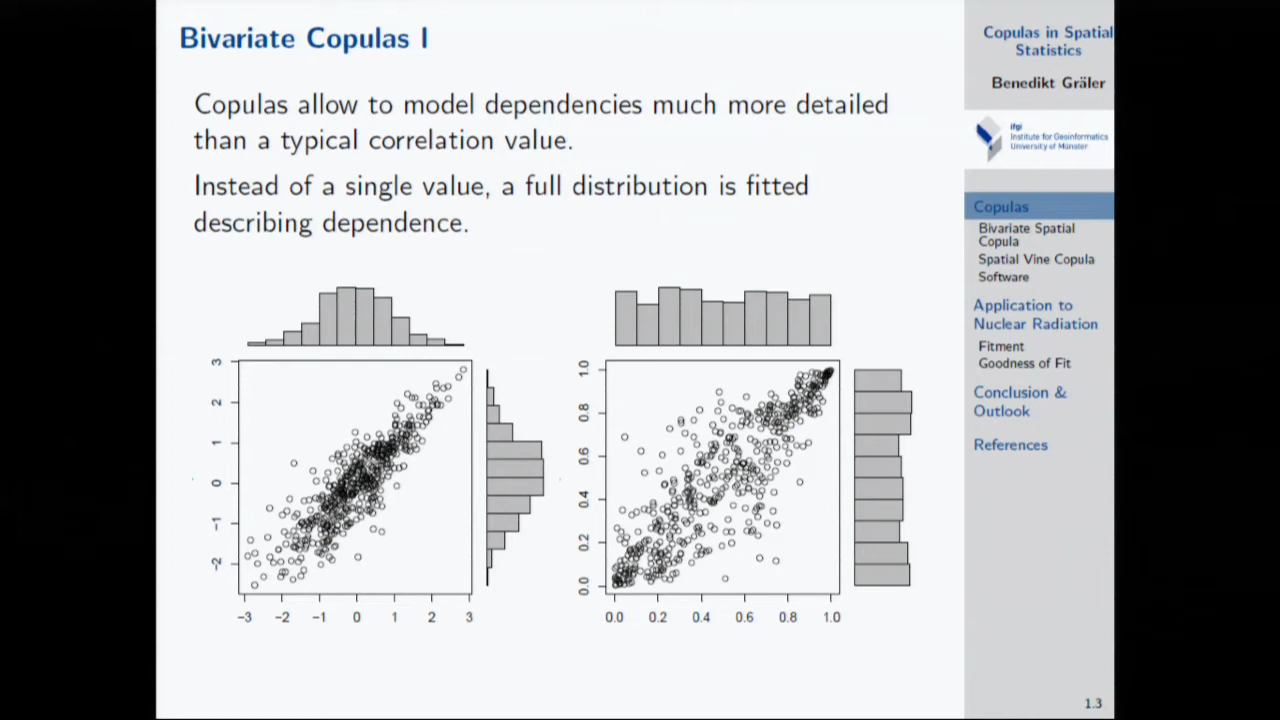 Bivariate Copulas I
Copulas allow to model dependencies much more detailed
than a typical correlation value.
Instead of a single value, a full distribution is fitted
describing dependence.
3
2
1
0
−1
−2
−3 −2 −1 0 1 2 3
1.0
0.8
0.6
0.4
0.2
0.0
0.0 0.2 0.4 0.6 0.8 1.0
Copulas in Spatial
Statistics
Benedikt Gräler
ifgi
Institute for Geoinformatics
University of Münster
Copulas
Bivariate Spatial
Copula
Spatial Vine Copula
Software
Application to
Nuclear Radiation
Fitment
Goodness of Fit
Conclusion &
Outlook
References
1.3